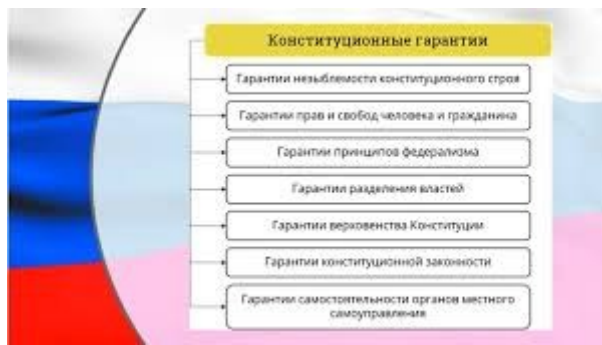 Конституционные гарантии
Гарантии незыблемости конституционного строя
Гарантии прав и свобод человека и гражданина
Гарантии принципов федерализма
Гарантии разделения властей
Гарантии верховенства Конституции
Гарантии конституционной законности
Гарантии самостоятельности органов местного
самоуправления